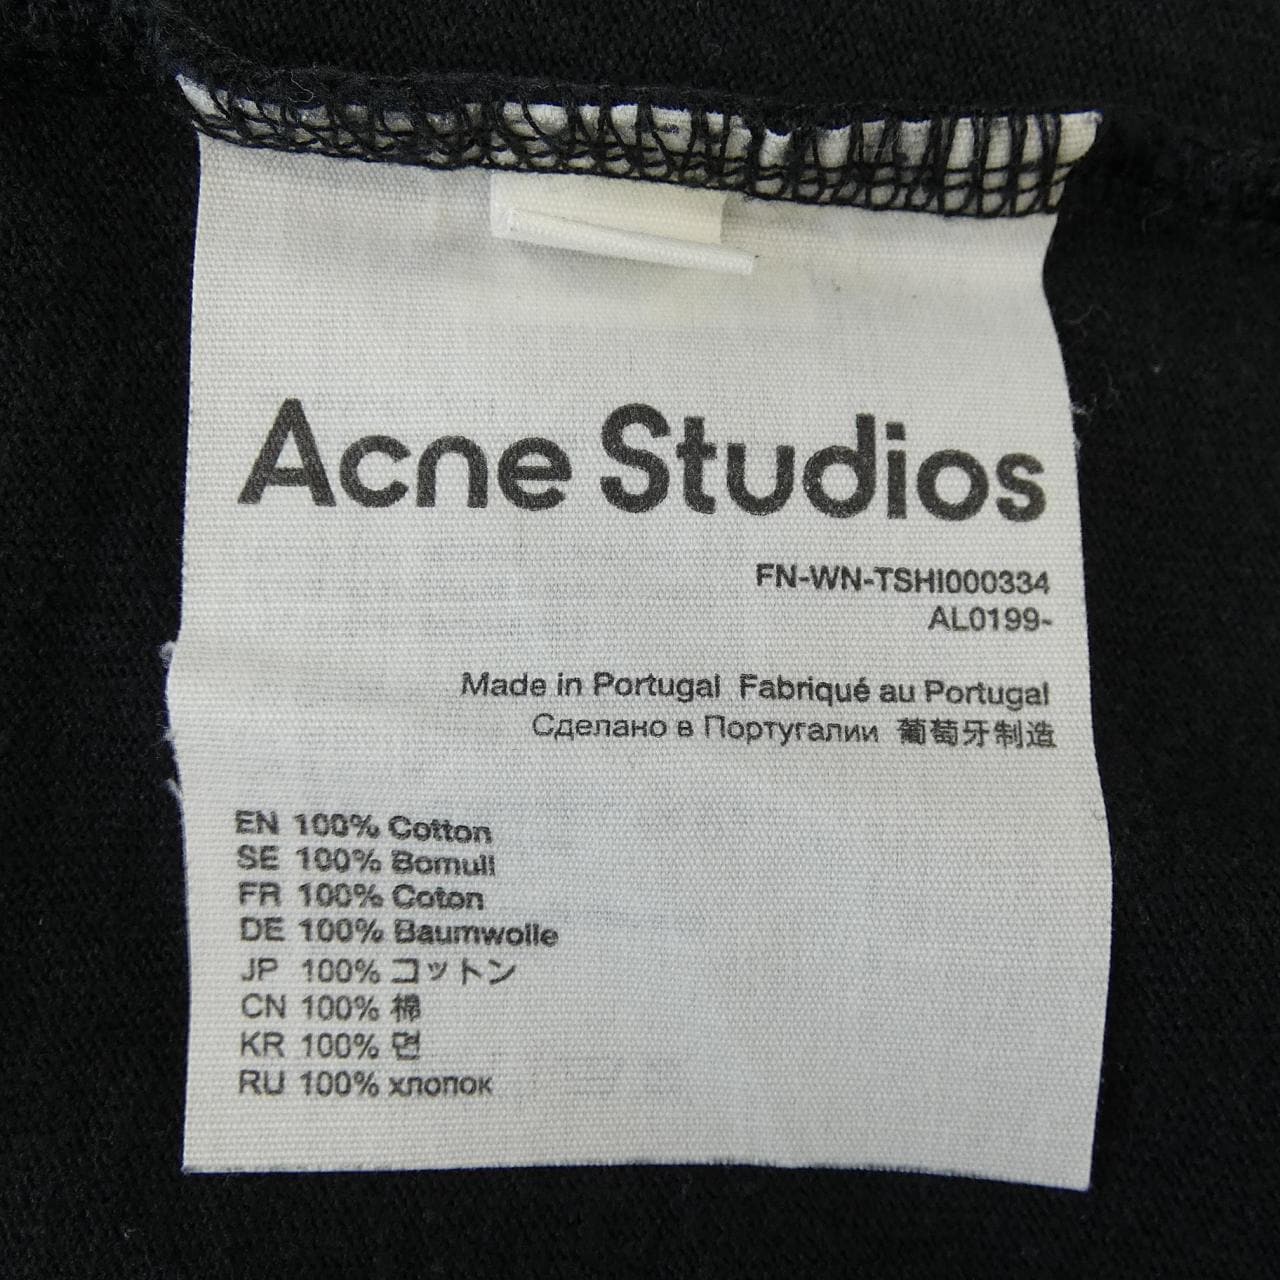 Acne Studios
FN-WN-TSHI000334
AL0199-
Made in Portugal Fabriqué au Portugal
Сделано в Португалии 葡萄牙制造
EN 100% Cotton
SE 100% Bomull
FR 100% Coton
DE 100% Baumwolle
JP 100% コットン
CN 100% 棉
KR 100% 면
RU 100% хлопок